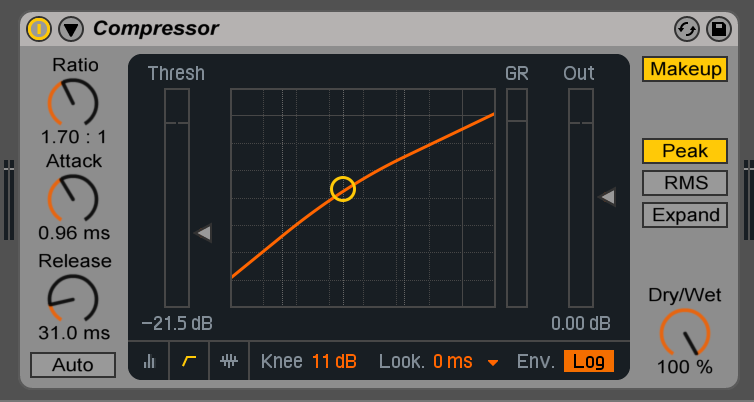 Compressor
Ratio
1.70 : 1
Attack
0.96 ms
Release
31.0 ms
Auto
Thresh GR Out
-21.5 dB 0.00 dB
Knee 11 dB Look. 0 ms Env. Log
Makeup
Peak
RMS
Expand
Dry/Wet
100 %